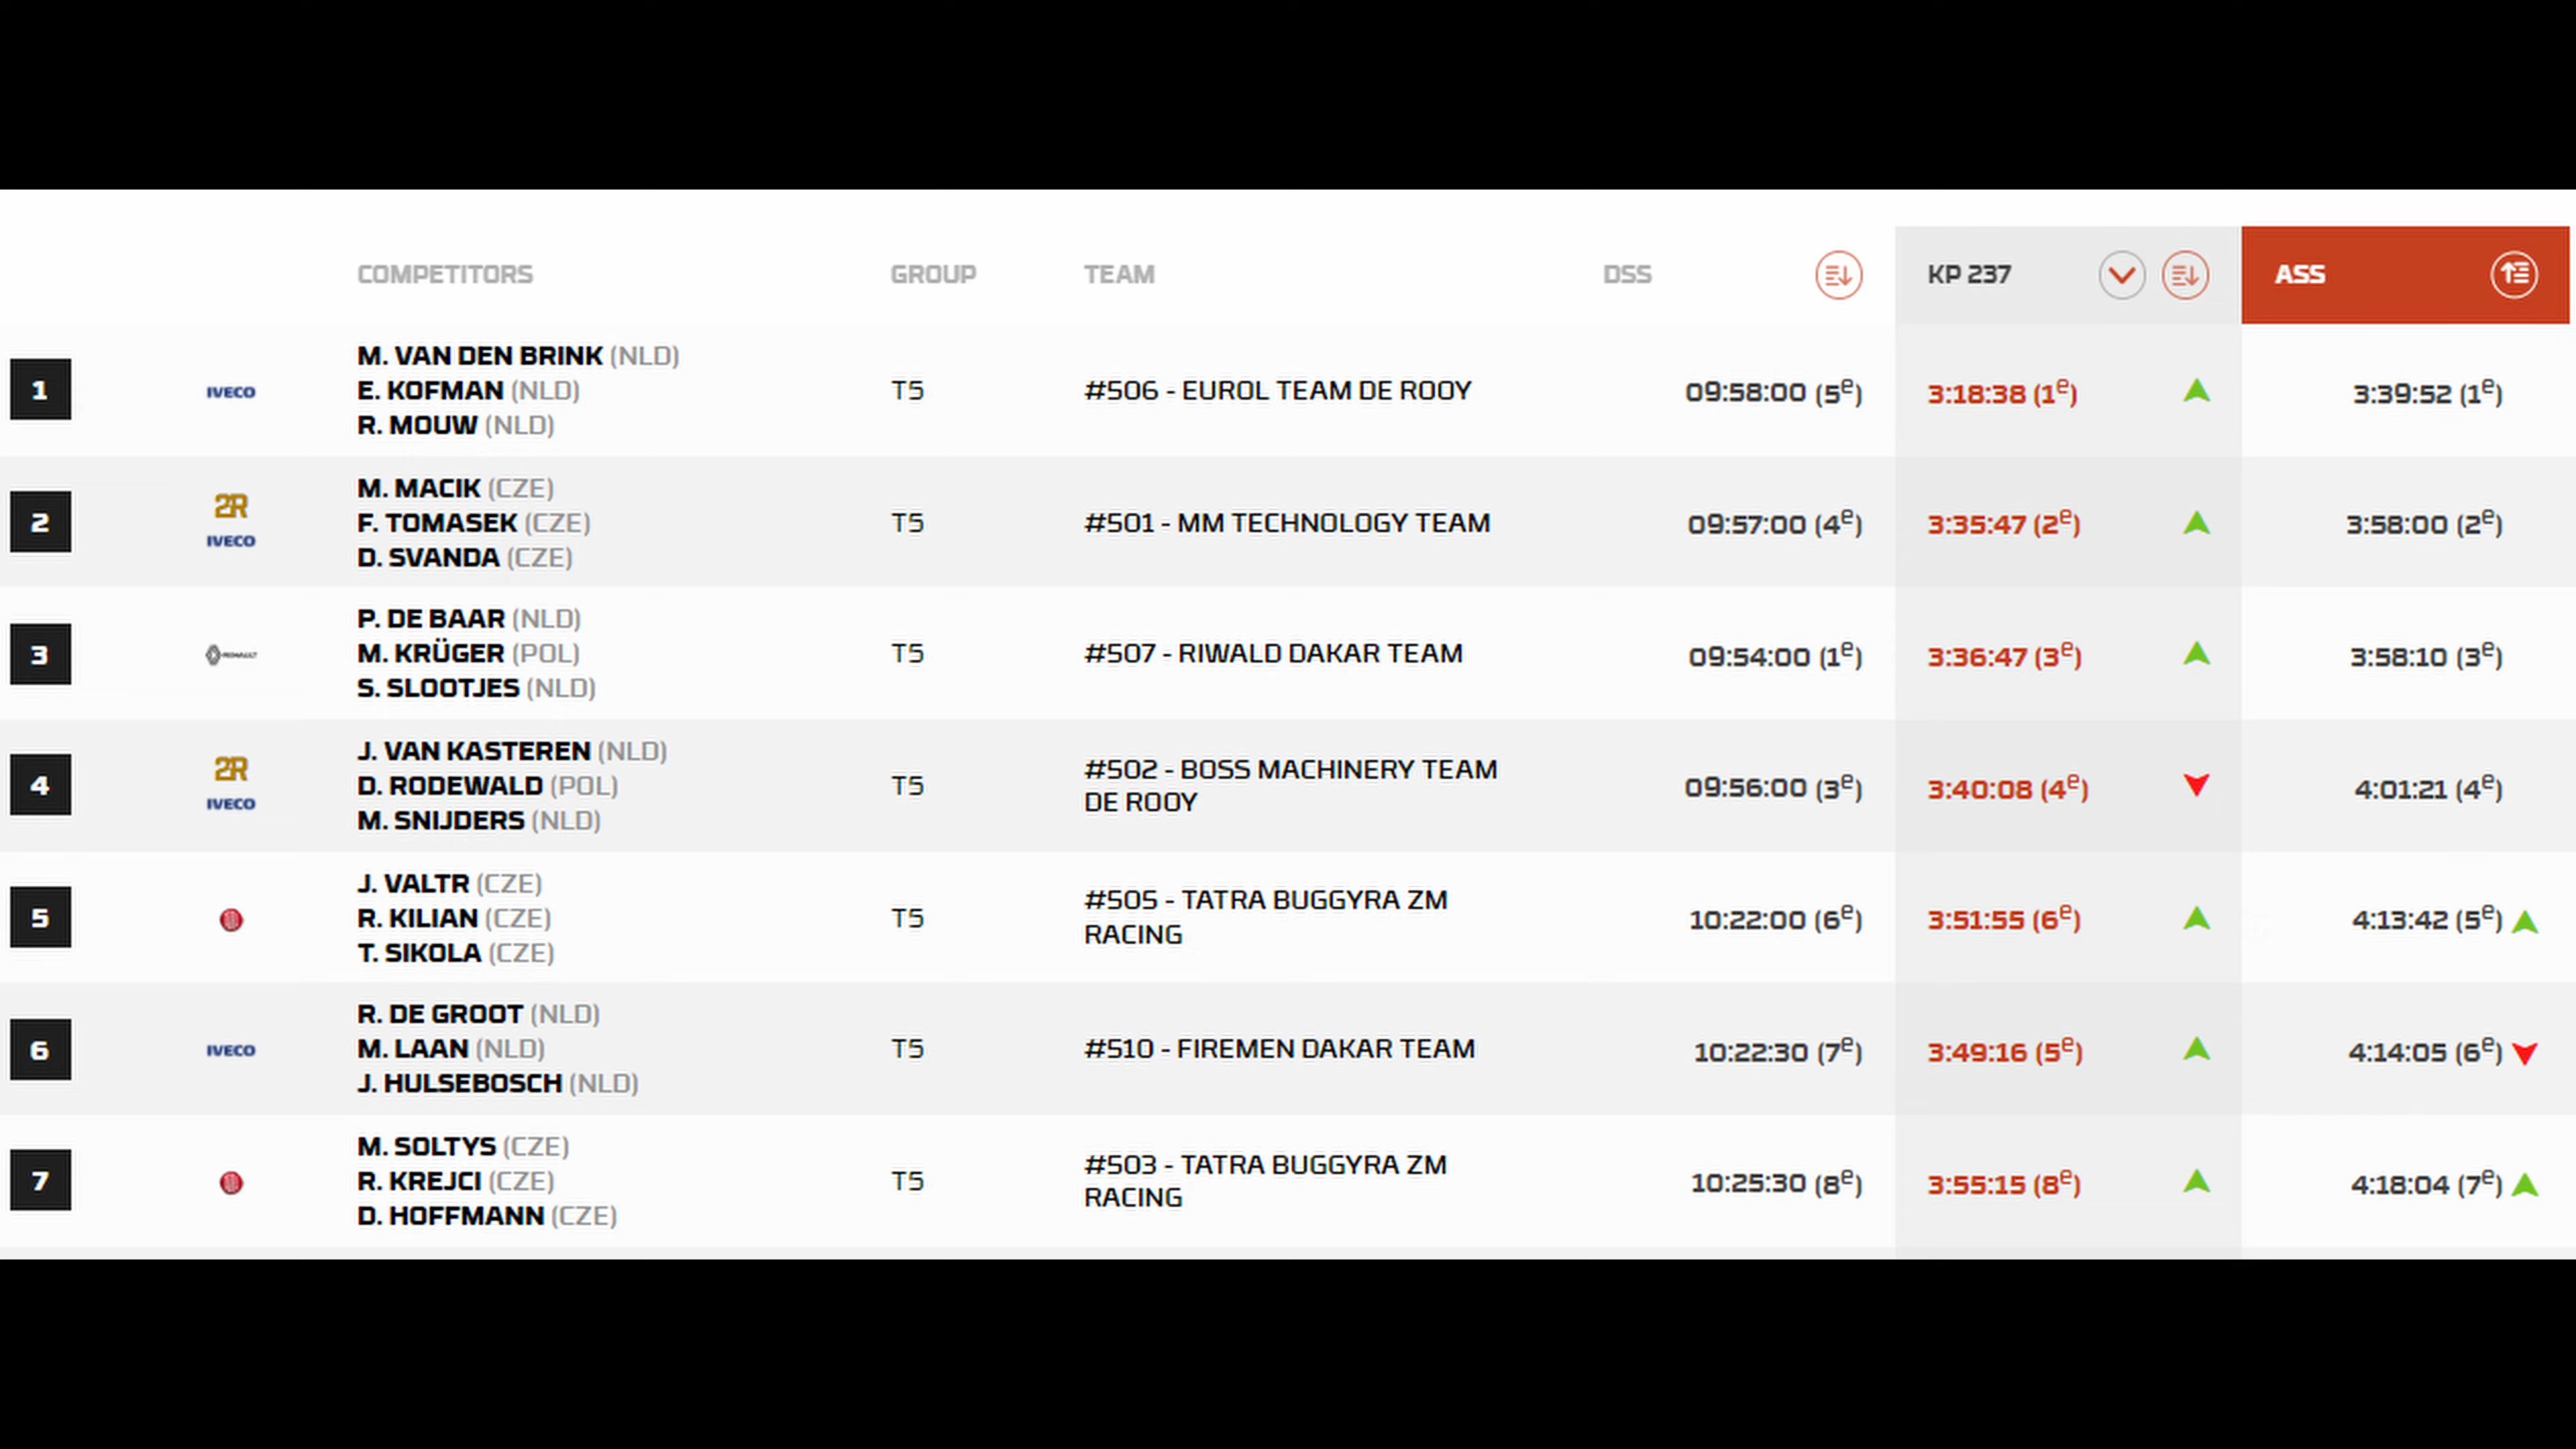 COMPETITORS GROUP TEAM DSS KP 237 ASS
1
IVECO
M. VAN DEN BRINK (NLD)
E. KOFMAN (NLD)
R. MOUW (NLD)
T5
#506 - EUROL TEAM DE ROOY
09:58:00 (5e)
3:18:38 (1e)
3:39:52 (1e)
2
2R
IVECO
M. MACIK (CZE)
F. TOMASEK (CZE)
D. SVANDA (CZE)
T5
#501 - MM TECHNOLOGY TEAM
09:57:00 (4e)
3:35:47 (2e)
3:58:00 (2e)
3
RENAULT
P. DE BAAR (NLD)
M. KRÜGER (POL)
S. SLOOTJES (NLD)
T5
#507 - RIWALD DAKAR TEAM
09:54:00 (1e)
3:36:47 (3e)
3:58:10 (3e)
4
2R
IVECO
J. VAN KASTEREN (NLD)
D. RODEWALD (POL)
M. SNIJDERS (NLD)
T5
#502 - BOSS MACHINERY TEAM
DE ROOY
09:56:00 (3e)
3:40:08 (4e)
4:01:21 (4e)
5
J. VALTR (CZE)
R. KILIAN (CZE)
T. SIKOLA (CZE)
T5
#505 - TATRA BUGGYRA ZM
RACING
10:22:00 (6e)
3:51:55 (6e)
4:13:42 (5e)
6
IVECO
R. DE GROOT (NLD)
M. LAAN (NLD)
J. HULSEBOSCH (NLD)
T5
#510 - FIREMEN DAKAR TEAM
10:22:30 (7e)
3:49:16 (5e)
4:14:05 (6e)
7
M. SOLTYS (CZE)
R. KREJCI (CZE)
D. HOFFMANN (CZE)
T5
#503 - TATRA BUGGYRA ZM
RACING
10:25:30 (8e)
3:55:15 (8e)
4:18:04 (7e)